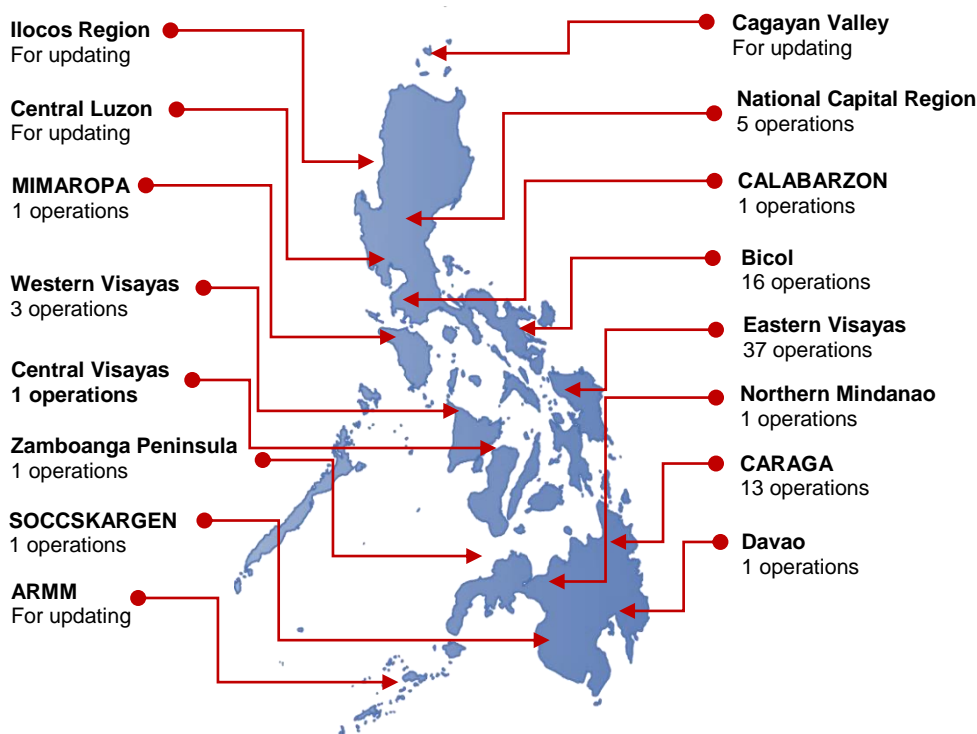 Ilocos Region
For updating
Central Luzon
For updating
MIMAROPA
1 operations
Western Visayas
3 operations
Central Visayas
1 operations
Zamboanga Peninsula
1 operations
SOCCSKARGEN
1 operations
ARMM
For updating
Cagayan Valley
For updating
National Capital Region
5 operations
CALABARZON
1 operations
Bicol
16 operations
Eastern Visayas
37 operations
Northern Mindanao
1 operations
CARAGA
13 operations
Davao
1 operations